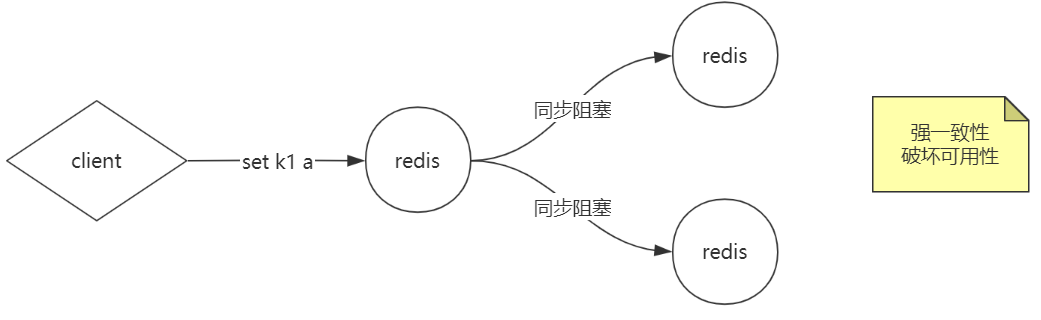 client
set k1 a
redis
同步阻塞
redis
同步阻塞
redis
强一致性
破坏可用性